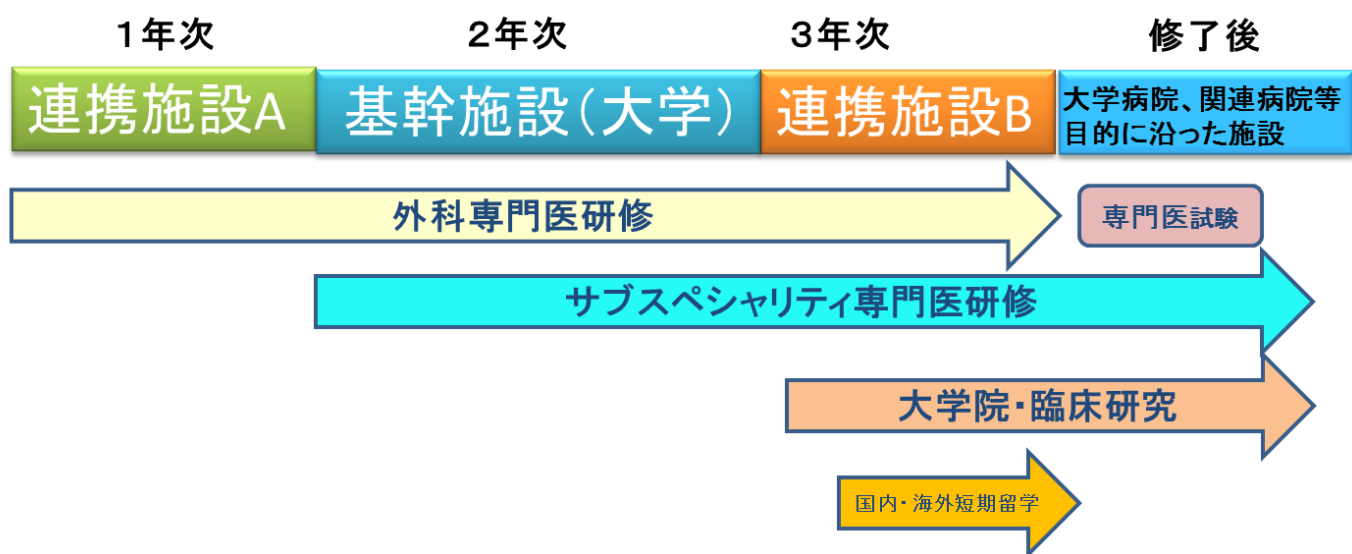 1年次 2年次 3年次 修了後
連携施設A 基幹施設(大学) 連携施設B 大学病院、関連病院等
目的に沿った施設
外科専門医研修 専門医試験
サブスペシャリティ専門医研修
大学院・臨床研究
国内・海外短期留学